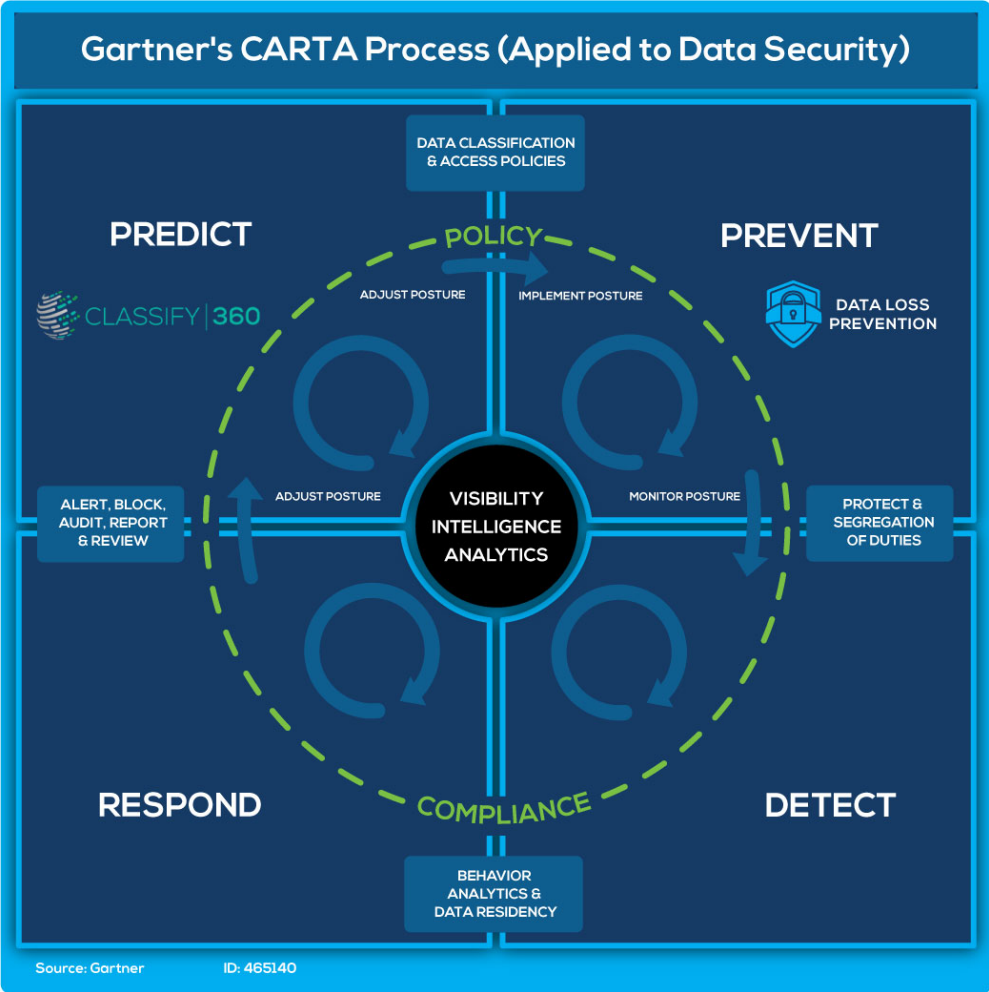 Gartner's CARTA Process (Applied to Data Security)
DATA CLASSIFICATION
& ACCESS POLICIES
PREDICT
PREVENT
POLICY
ADJUST POSTURE
IMPLEMENT POSTURE
CLASSIFY|360
DATA LOSS
PREVENTION
ALERT, BLOCK,
AUDIT, REPORT
& REVIEW
ADJUST POSTURE
VISIBILITY
INTELLIGENCE
ANALYTICS
MONITOR POSTURE
PROTECT &
SEGREGATION
OF DUTIES
RESPOND
COMPLIANCE
DETECT
BEHAVIOR
ANALYTICS &
DATA RESIDENCY
Source: Gartner
ID: 465140